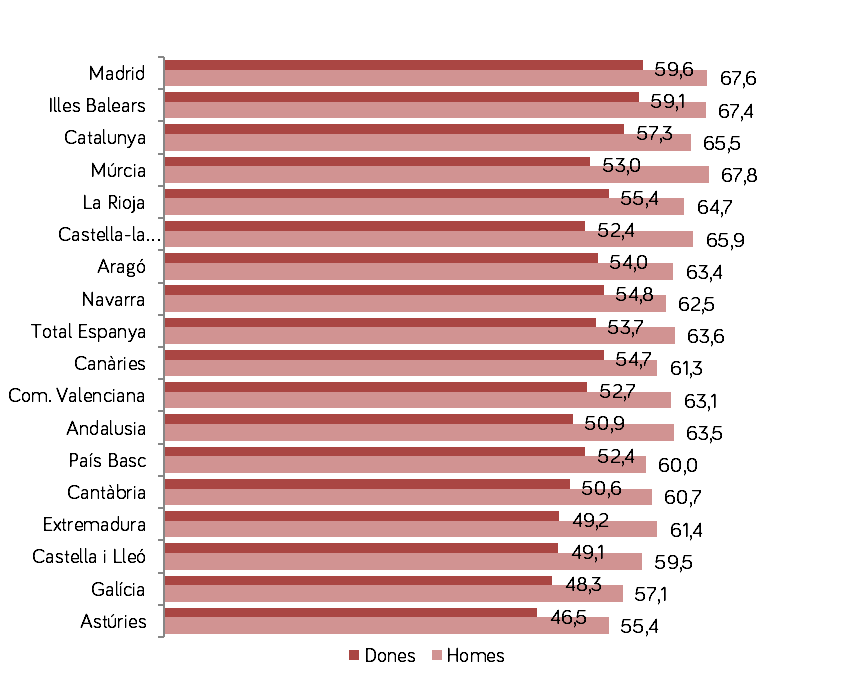 Madrid 59,6 67,6
Illes Balears 59,1 67,4
Catalunya 57,3 65,5
Múrcia 53,0 67,8
La Rioja 55,4 64,7
Castella-la... 52,4 65,9
Aragó 54,0 63,4
Navarra 54,8 62,5
Total Espanya 53,7 63,6
Canàries 54,7 61,3
Com. Valenciana 52,7 63,1
Andalusia 50,9 63,5
País Basc 52,4 60,0
Cantàbria 50,6 60,7
Extremadura 49,2 61,4
Castella i Lleó 49,1 59,5
Galícia 48,3 57,1
Astúries 46,5 55,4
Dones Homes